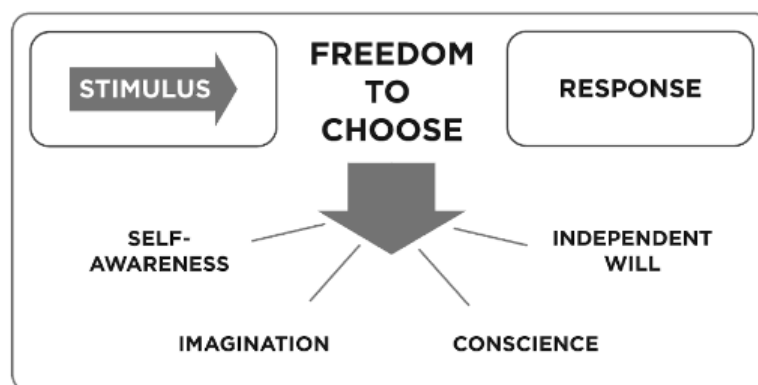 STIMULUS
FREEDOM
TO
CHOOSE
RESPONSE
SELF-
AWARENESS
INDEPENDENT
WILL
IMAGINATION
CONSCIENCE